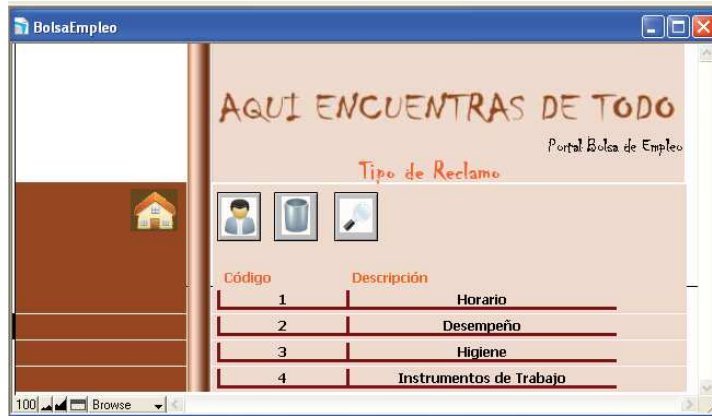 BolsaEmpleo
AQUI ENCUENTRAS DE TODO
Portal Bolsa de Empleo
Tipo de Reclamo
Código Descripción
1 Horario
2 Desempeño
3 Higiene
4 Instrumentos de Trabajo
100 Browse